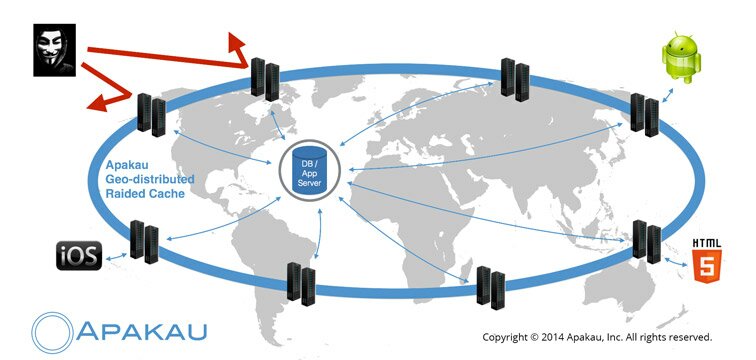 DB /
App
Server
Apakau
Geo-distributed
Raided Cache
iOS
HTML
5
APAKAU
Copyright © 2014 Apakau, Inc. All rights reserved.